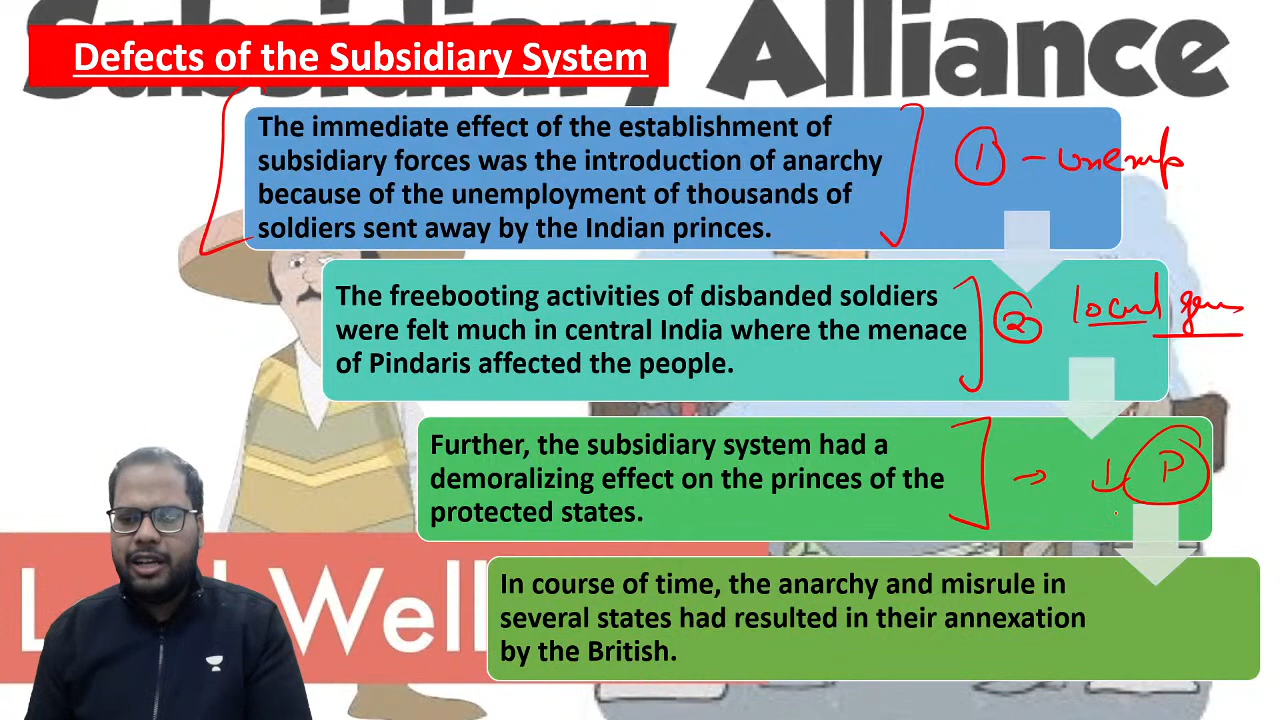 Subsidiary Alliance
Defects of the Subsidiary System
The immediate effect of the establishment of
subsidiary forces was the introduction of anarchy
because of the unemployment of thousands of
soldiers sent away by the Indian princes.
1 - unemp
The freebooting activities of disbanded soldiers
were felt much in central India where the menace
of Pindaris affected the people.
2 local
Further, the subsidiary system had a
demoralizing effect on the princes of the
protected states.
P
In course of time, the anarchy and misrule in
several states had resulted in their annexation
by the British.
L Well